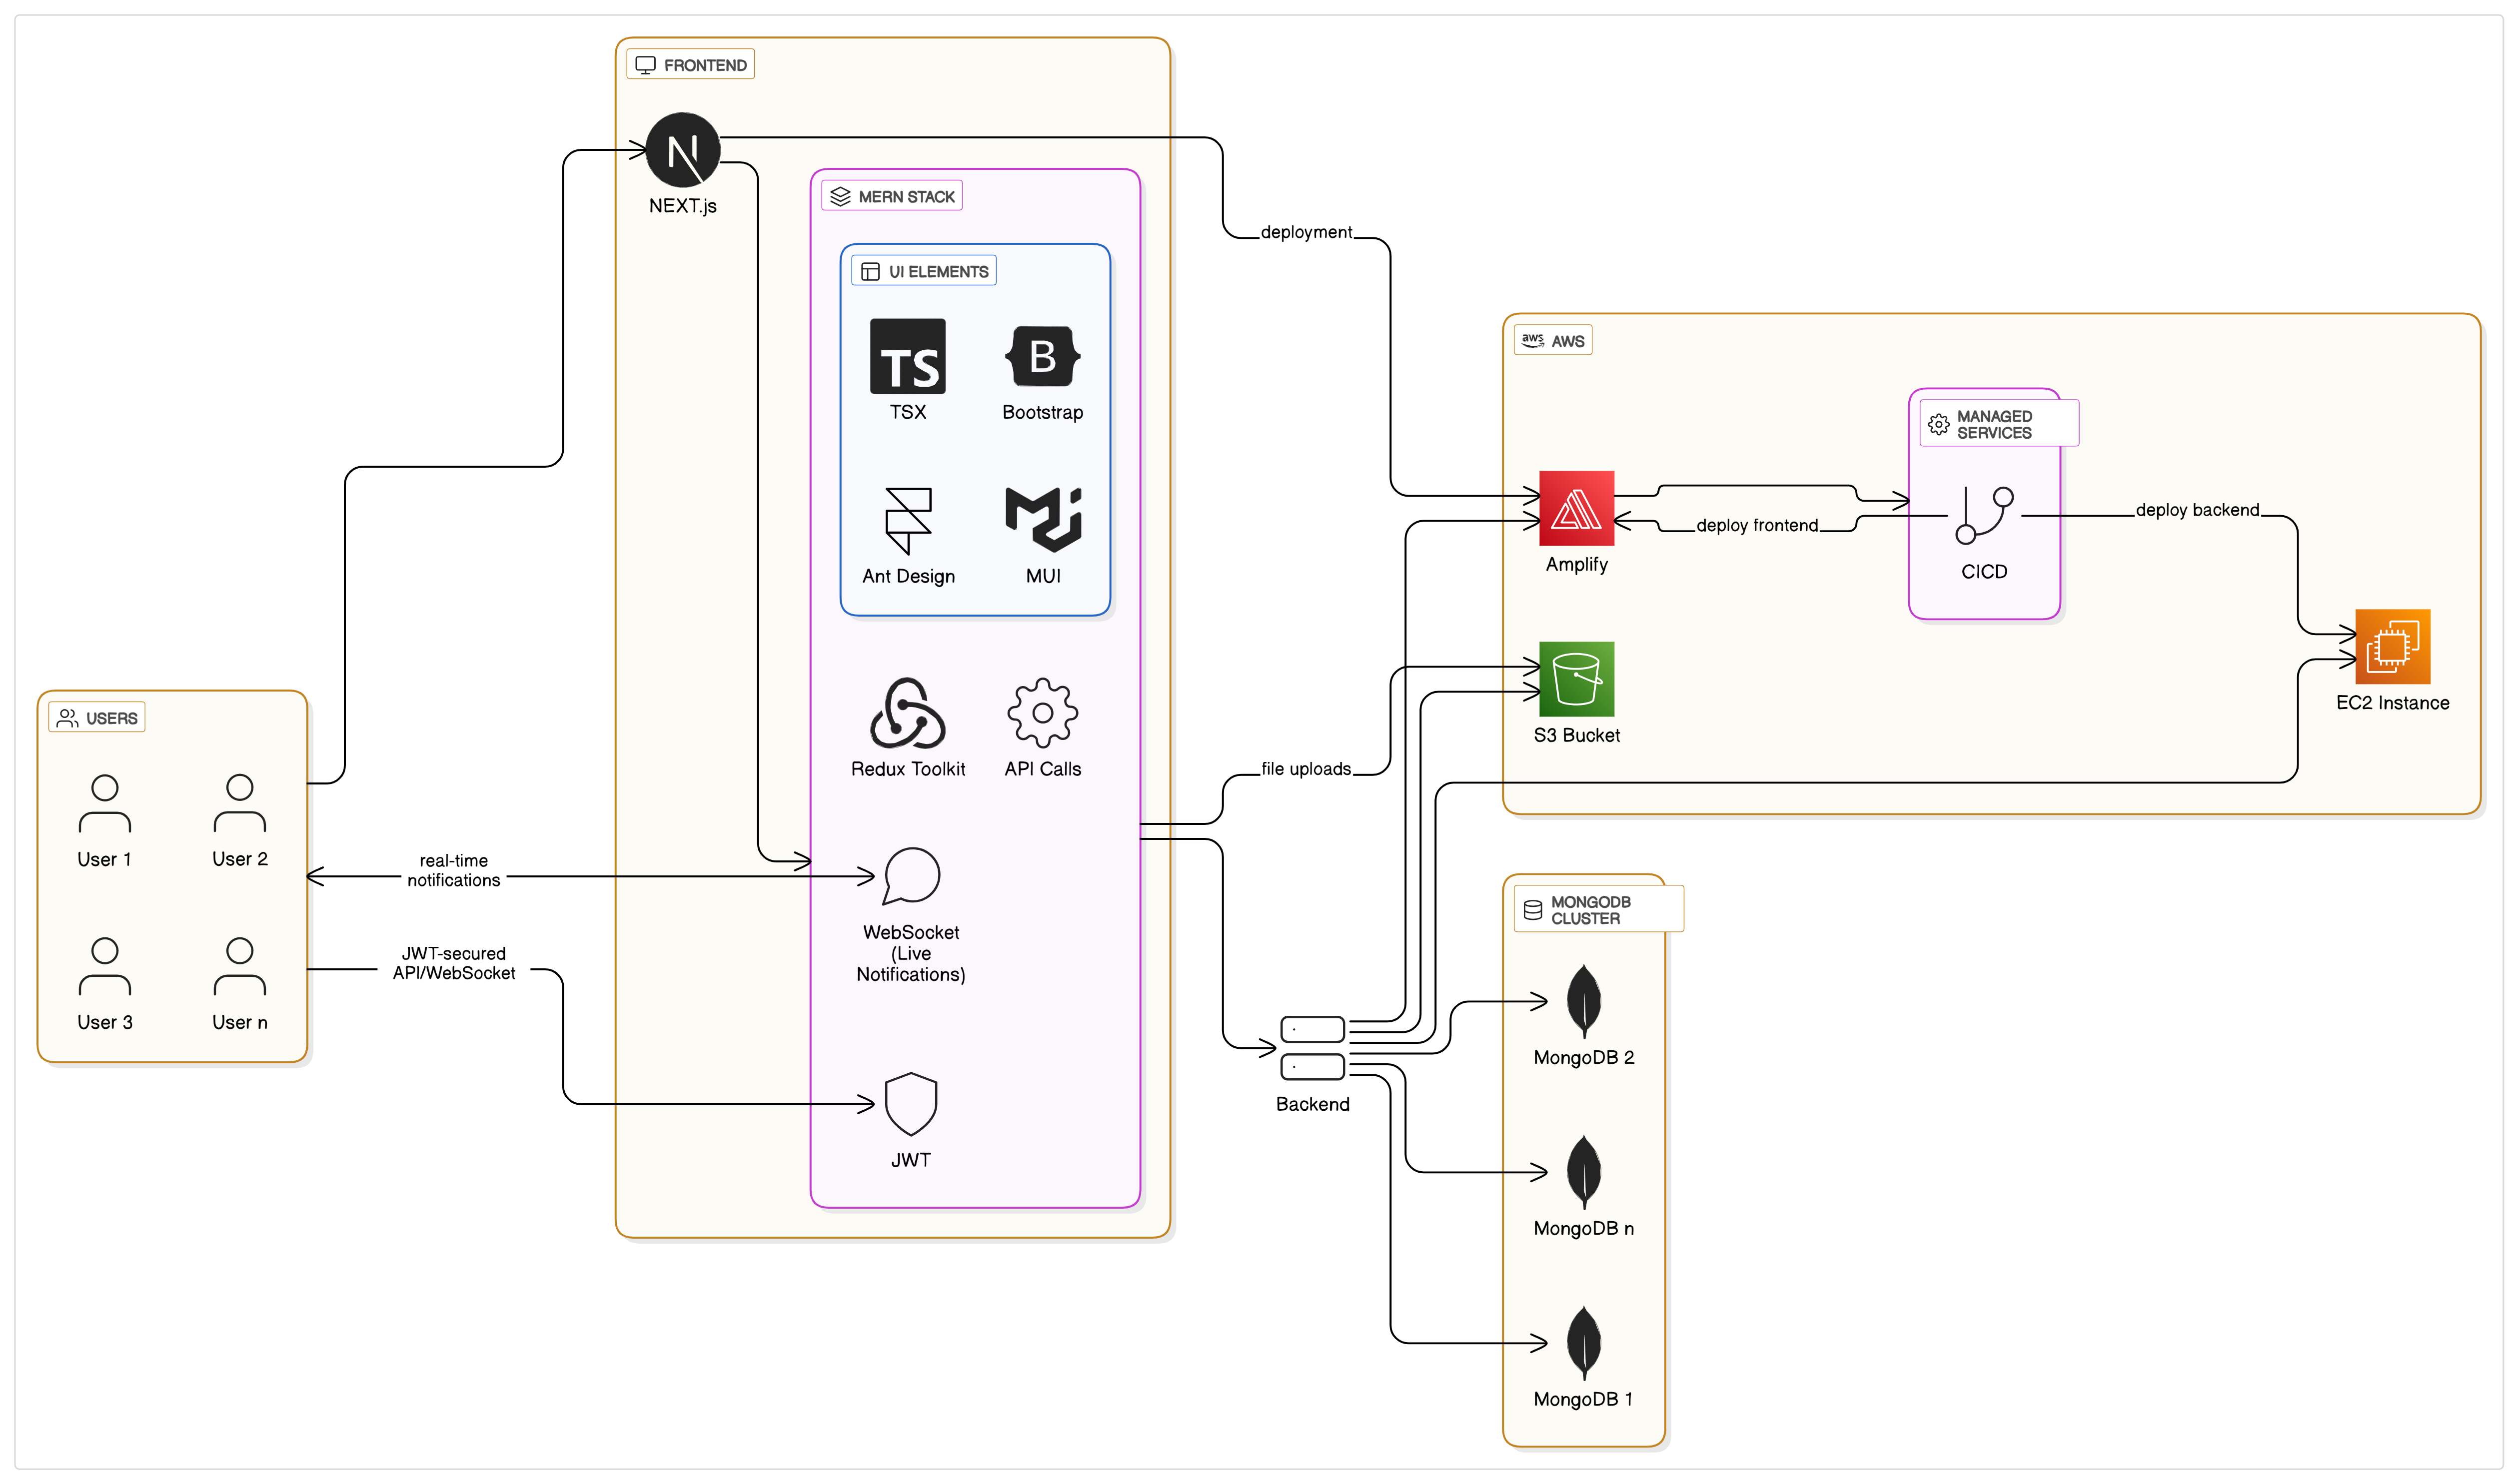 FRONTEND
NEXT.js
MERN STACK
UI ELEMENTS
TS
TSX
B
Bootstrap
Ant Design
MUI
Redux Toolkit
API Calls
WebSocket
(Live
Notifications)
JWT
USERS
User 1
User 2
User 3
User n
real-time
notifications
JWT-secured
API/WebSocket
deployment
file uploads
Backend
aws
AWS
Amplify
deploy frontend
MANAGED
SERVICES
CICD
deploy backend
EC2 Instance
S3 Bucket
MONGODB
CLUSTER
MongoDB 2
MongoDB n
MongoDB 1